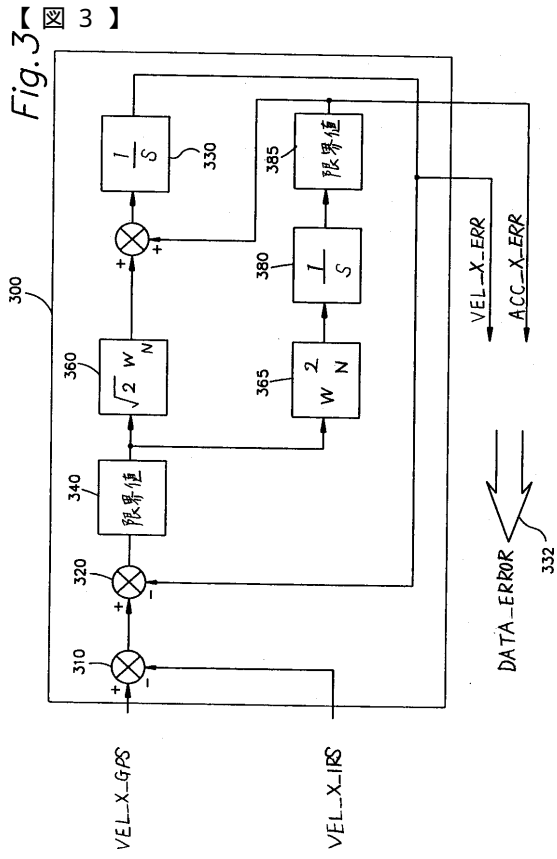 【図3】
Fig.3
300
VEL_X_GPS
VEL_X_IRS
310
320
340
限界値
360
√2 W N
365
W 2 N
330
1
S
380
1
S
385
限界値
+
−
+
−
+
+
VEL_X_ERR
ACC_X_ERR
DATA_ERROR
332